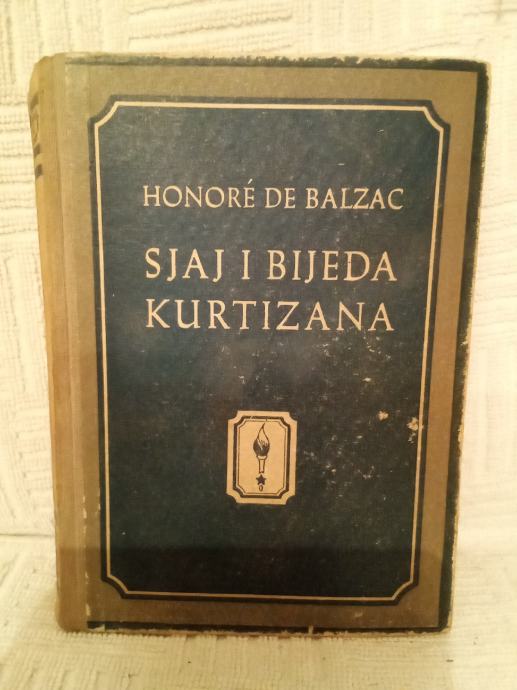 HONORÉ DE BALZAC
SJAJ I BIJEDA
KURTIZANA